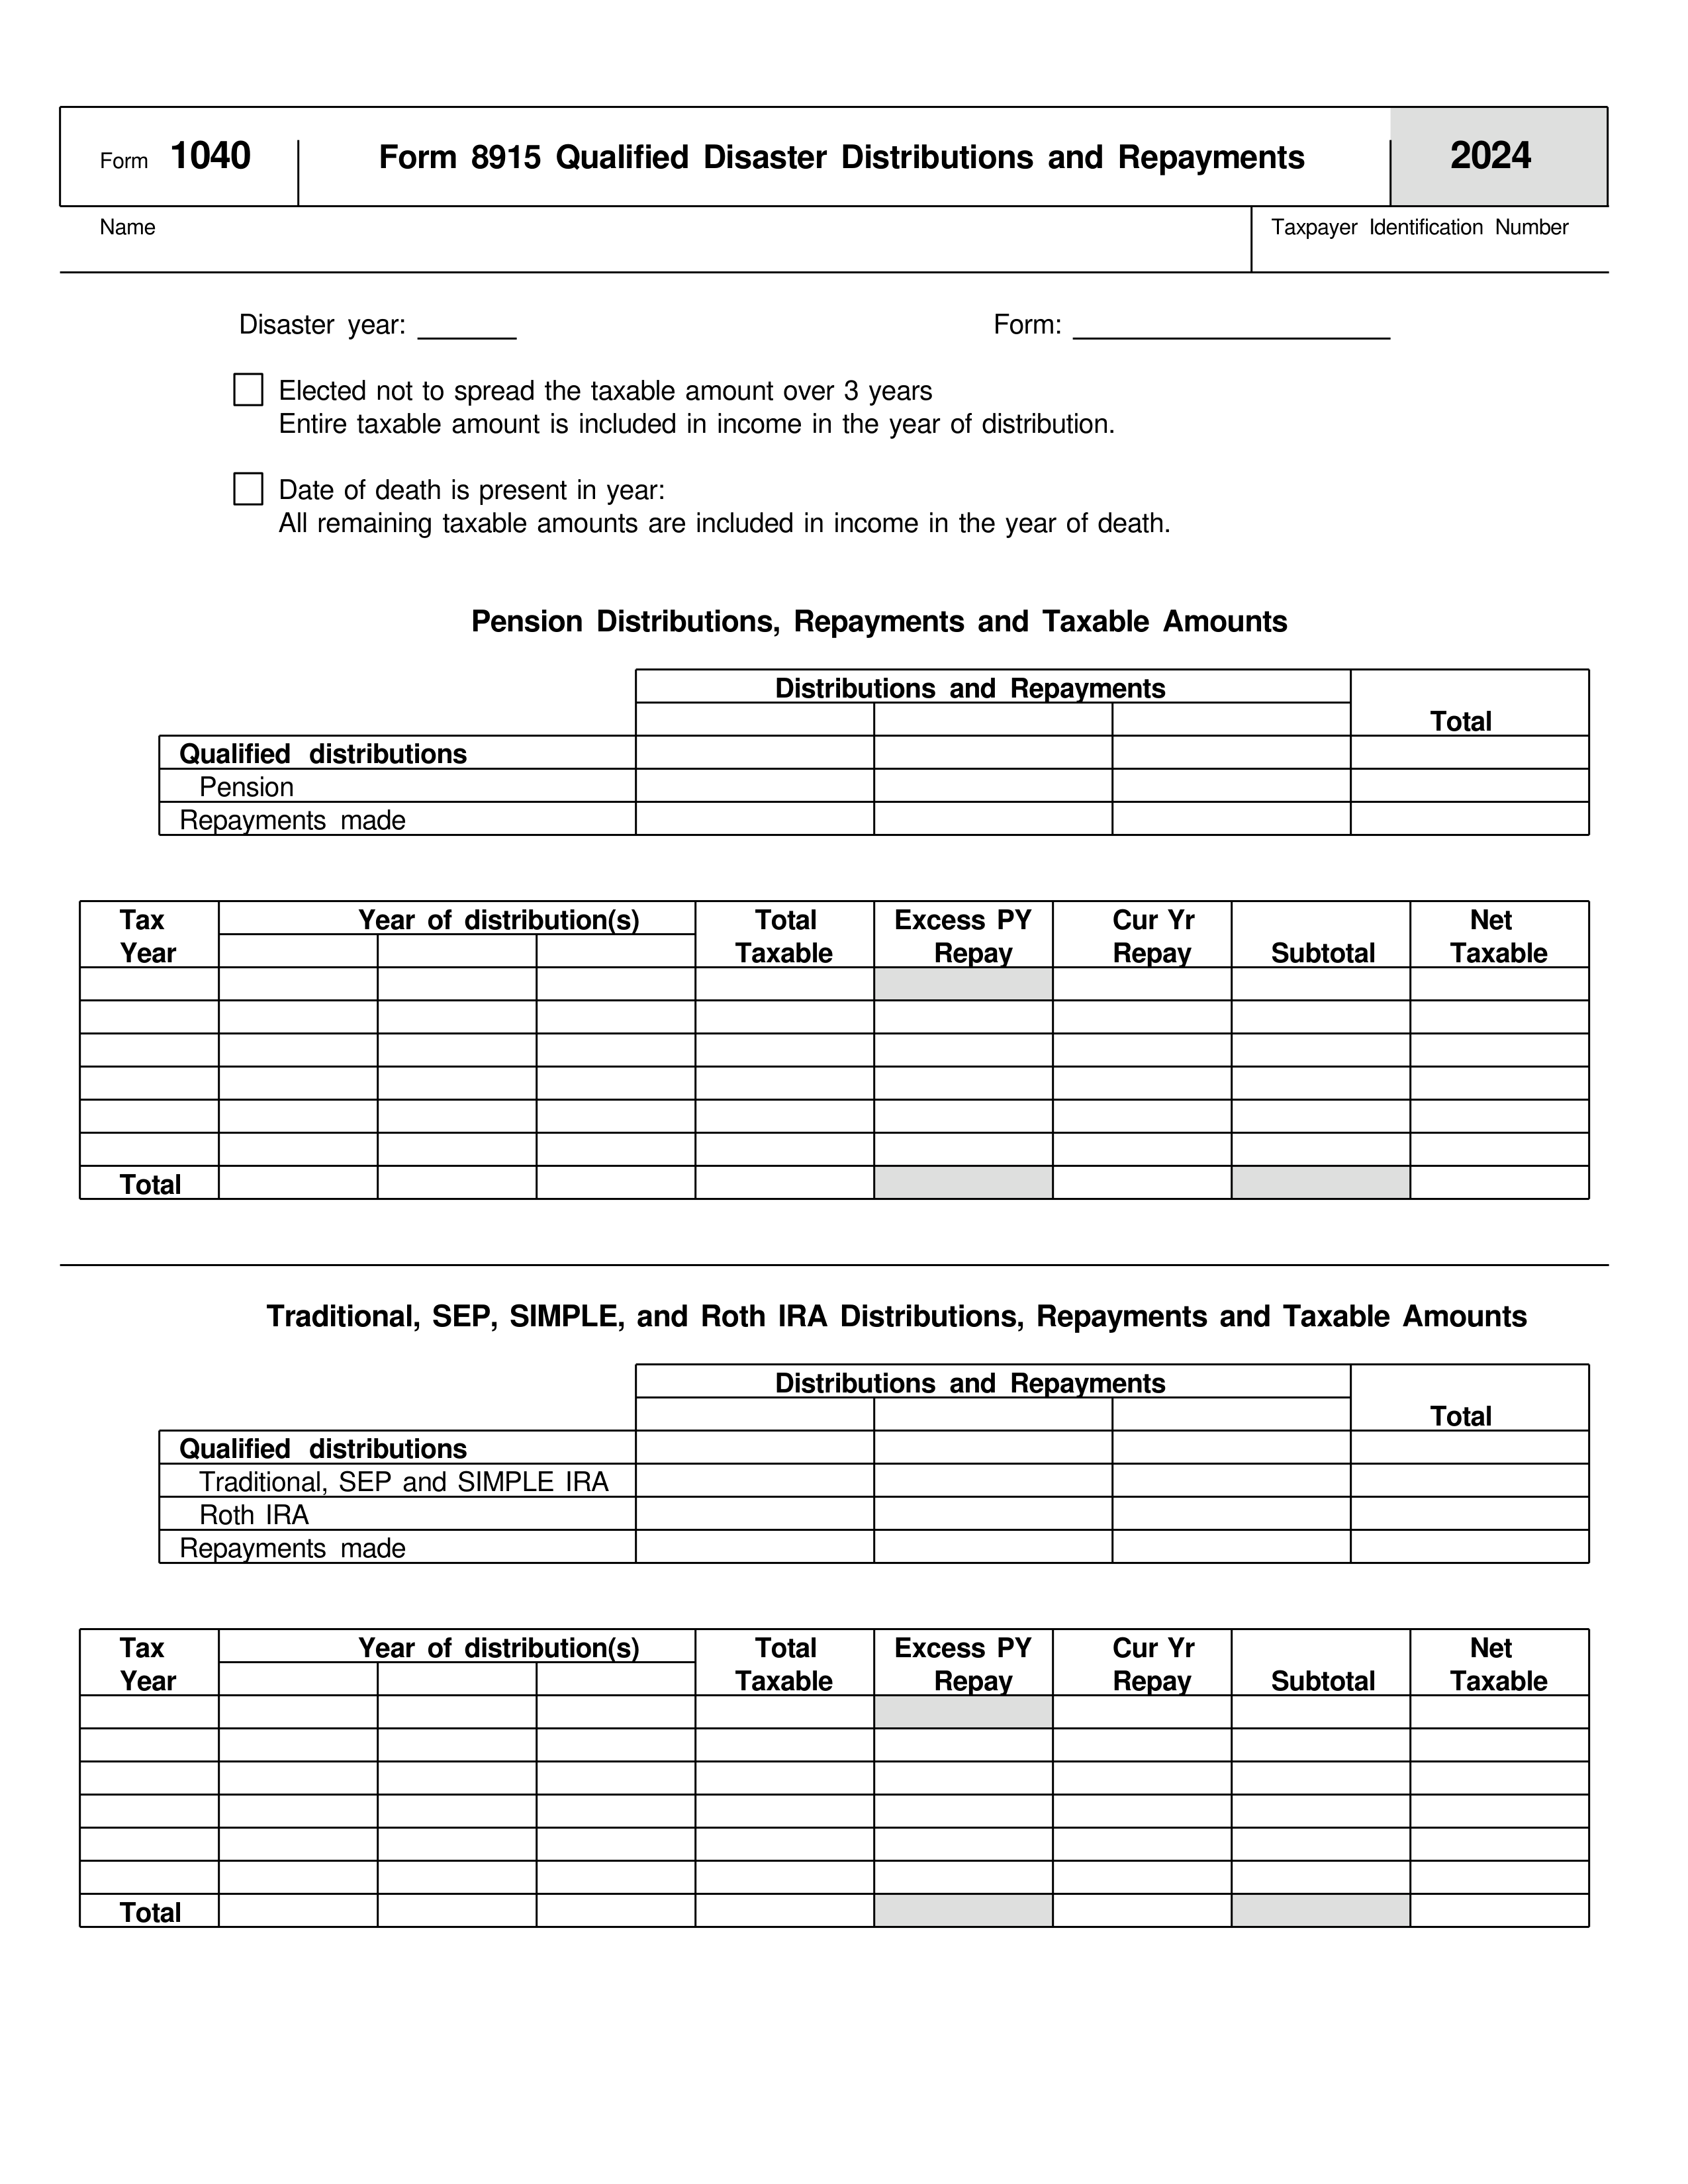 Form 1040 Form 8915 Qualified Disaster Distributions and Repayments 2024
Name Taxpayer Identification Number
Disaster year: Form:
Elected not to spread the taxable amount over 3 years
Entire taxable amount is included in income in the year of distribution.
Date of death is present in year:
All remaining taxable amounts are included in income in the year of death.
Pension Distributions, Repayments and Taxable Amounts
Distributions and Repayments
Total
Qualified distributions
Pension
Repayments made
Tax Year of distribution(s) Total Excess PY Cur Yr Net
Year Taxable Repay Repay Subtotal Taxable
Total
Traditional, SEP, SIMPLE, and Roth IRA Distributions, Repayments and Taxable Amounts
Distributions and Repayments
Total
Qualified distributions
Traditional, SEP and SIMPLE IRA
Roth IRA
Repayments made
Tax Year of distribution(s) Total Excess PY Cur Yr Net
Year Taxable Repay Repay Subtotal Taxable
Total